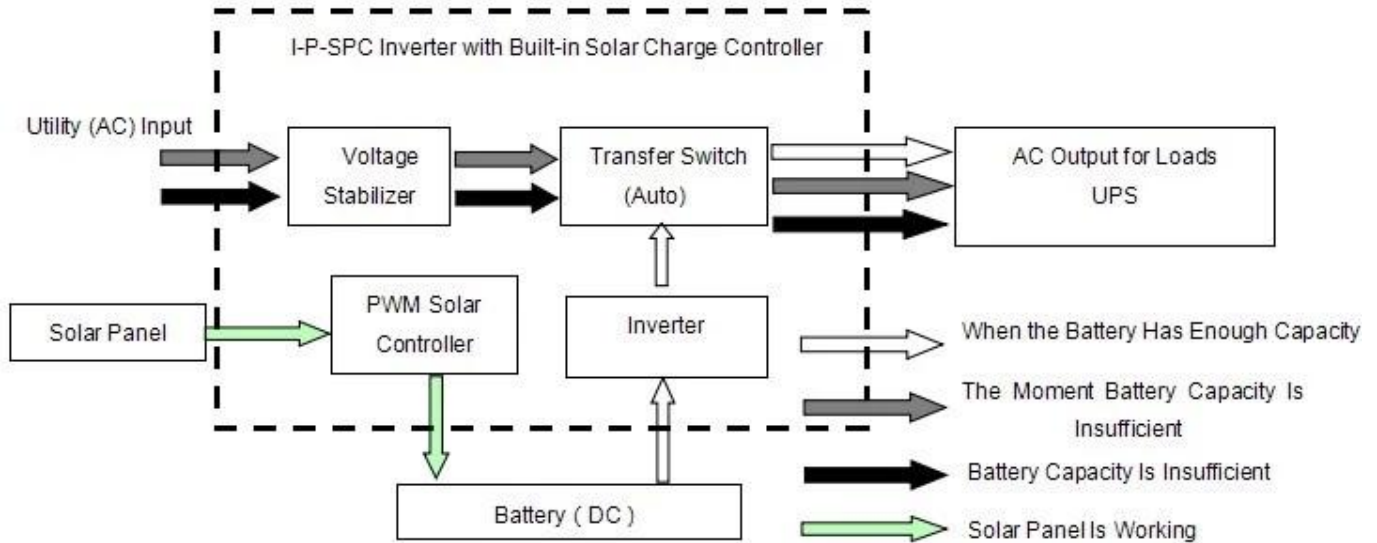 I-P-SPC Inverter with Built-in Solar Charge Controller
Utility (AC) Input
Voltage
Stabilizer
Transfer Switch
(Auto)
AC Output for Loads
UPS
Solar Panel
PWM Solar
Controller
Inverter
Battery ( DC )
When the Battery Has Enough Capacity
The Moment Battery Capacity Is
Insufficient
Battery Capacity Is Insufficient
Solar Panel Is Working